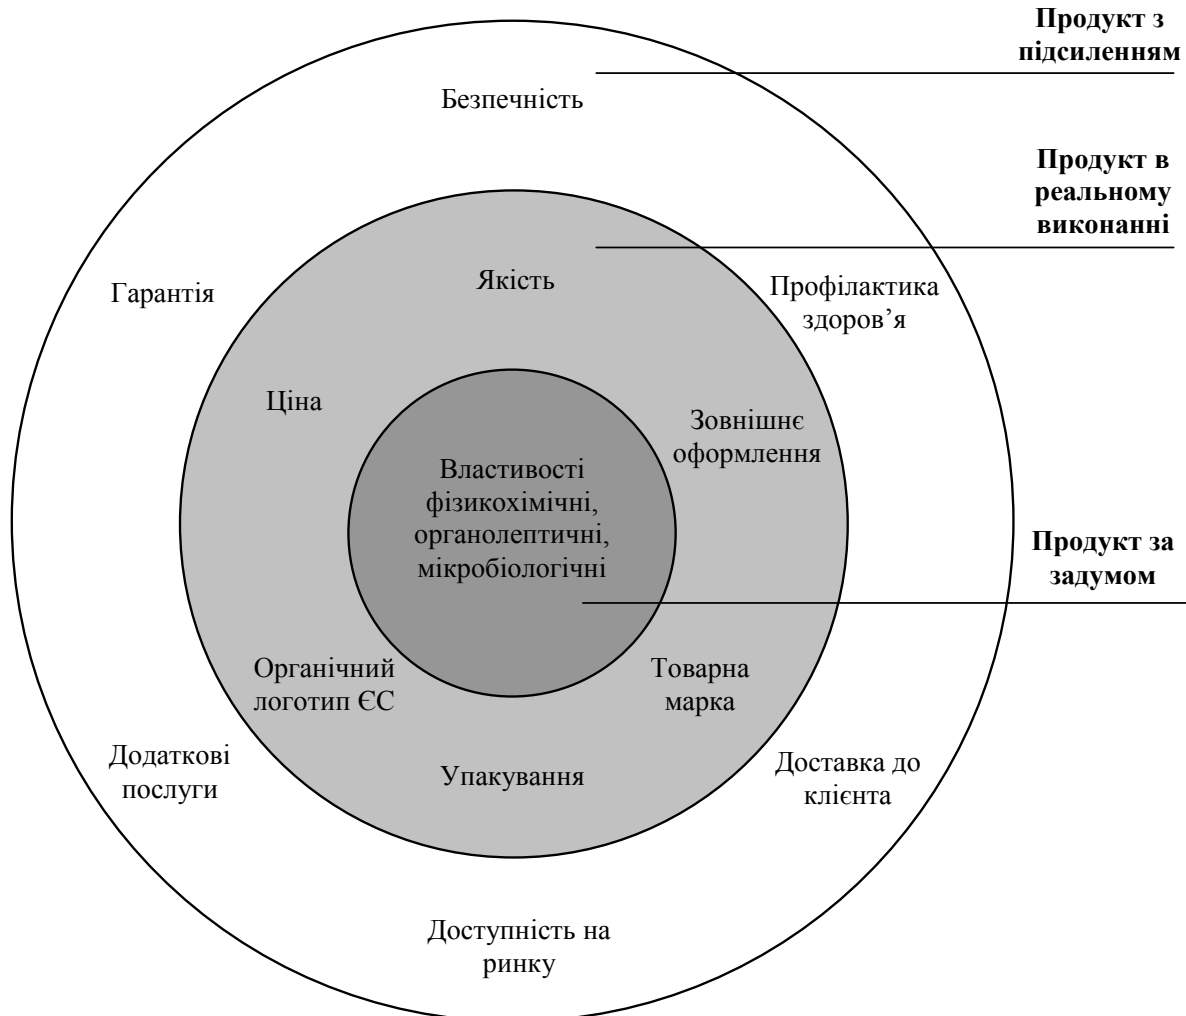 Продукт з
підсиленням
Безпечність
Продукт в
реальному
виконанні
Якість
Гарантія
Профілактика
здоров’я
Ціна
Зовнішнє
оформлення
Властивості
фізикохімічні,
органолептичні,
мікробіологічні
Продукт за
задумом
Органічний
логотип ЄС
Товарна
марка
Упакування
Додаткові
послуги
Доставка до
клієнта
Доступність на
ринку